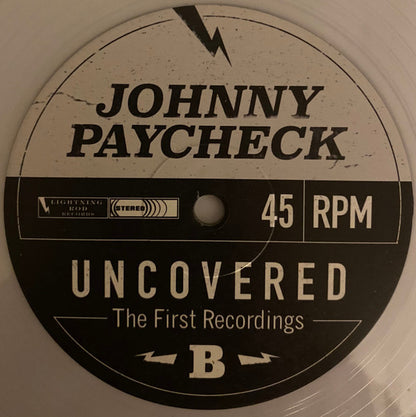 JOHNNY
PAYCHECK
LIGHTNING
ROD
RECORDS
STEREO
45 RPM
UNCOVERED
The First Recordings
B